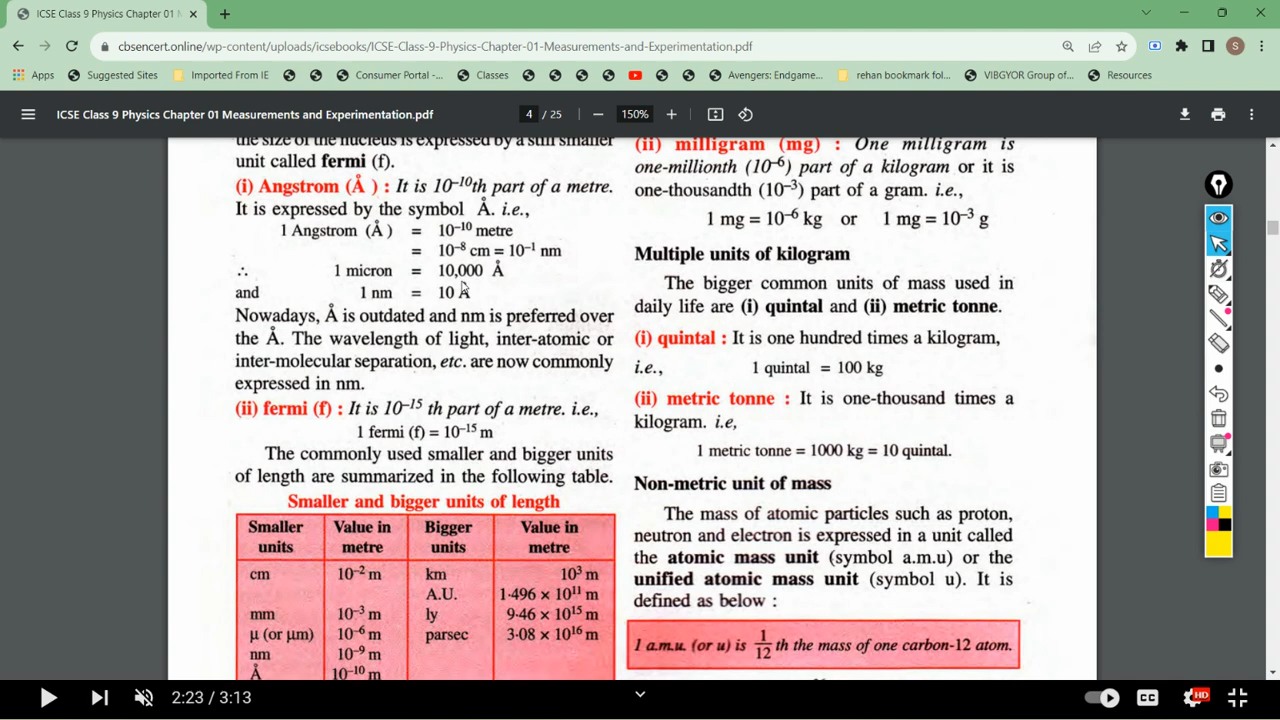 ICSE Class 9 Physics Chapter 01 M
cbsencert.online/wp-content/uploads/icsebooks/ICSE-Class-9-Physics-Chapter-01-Measurements-and-Experimentation.pdf
S
Apps Suggested Sites Imported From IE Consumer Portal -... Classes Avengers: Endgame... rehan bookmark fol... VIBGYOR Group of... Resources
ICSE Class 9 Physics Chapter 01 Measurements and Experimentation.pdf 4 / 25 150%
the size of the nucleus is expressed by a still smaller
unit called fermi (f).
(i) Angstrom (Å ) : It is 10⁻¹⁰th part of a metre.
It is expressed by the symbol Å. i.e.,
1 Angstrom (Å ) = 10⁻¹⁰ metre
= 10⁻⁸ cm = 10⁻¹ nm
∴ 1 micron = 10,000 Å
and 1 nm = 10 Å
Nowadays, Å is outdated and nm is preferred over
the Å. The wavelength of light, inter-atomic or
inter-molecular separation, etc. are now commonly
expressed in nm.
(ii) fermi (f) : It is 10⁻¹⁵ th part of a metre. i.e.,
1 fermi (f) = 10⁻¹⁵ m
The commonly used smaller and bigger units
of length are summarized in the following table.
Smaller and bigger units of length
Smaller Value in Bigger Value in
units metre units metre
cm 10⁻² m km 10³ m
A.U. 1·496 × 10¹¹ m
mm 10⁻³ m ly 9·46 × 10¹⁵ m
μ (or μm) 10⁻⁶ m parsec 3·08 × 10¹⁶ m
nm 10⁻⁹ m
Å 10⁻¹⁰ m
(ii) milligram (mg) : One milligram is
one-millionth (10⁻⁶) part of a kilogram or it is
one-thousandth (10⁻³) part of a gram. i.e.,
1 mg = 10⁻⁶ kg or 1 mg = 10⁻³ g
Multiple units of kilogram
The bigger common units of mass used in
daily life are (i) quintal and (ii) metric tonne.
(i) quintal : It is one hundred times a kilogram,
i.e., 1 quintal = 100 kg
(ii) metric tonne : It is one-thousand times a
kilogram. i.e,
1 metric tonne = 1000 kg = 10 quintal.
Non-metric unit of mass
The mass of atomic particles such as proton,
neutron and electron is expressed in a unit called
the atomic mass unit (symbol a.m.u) or the
unified atomic mass unit (symbol u). It is
defined as below :
1 a.m.u. (or u) is 1/12 th the mass of one carbon-12 atom.
2:23 / 3:13 CC HD